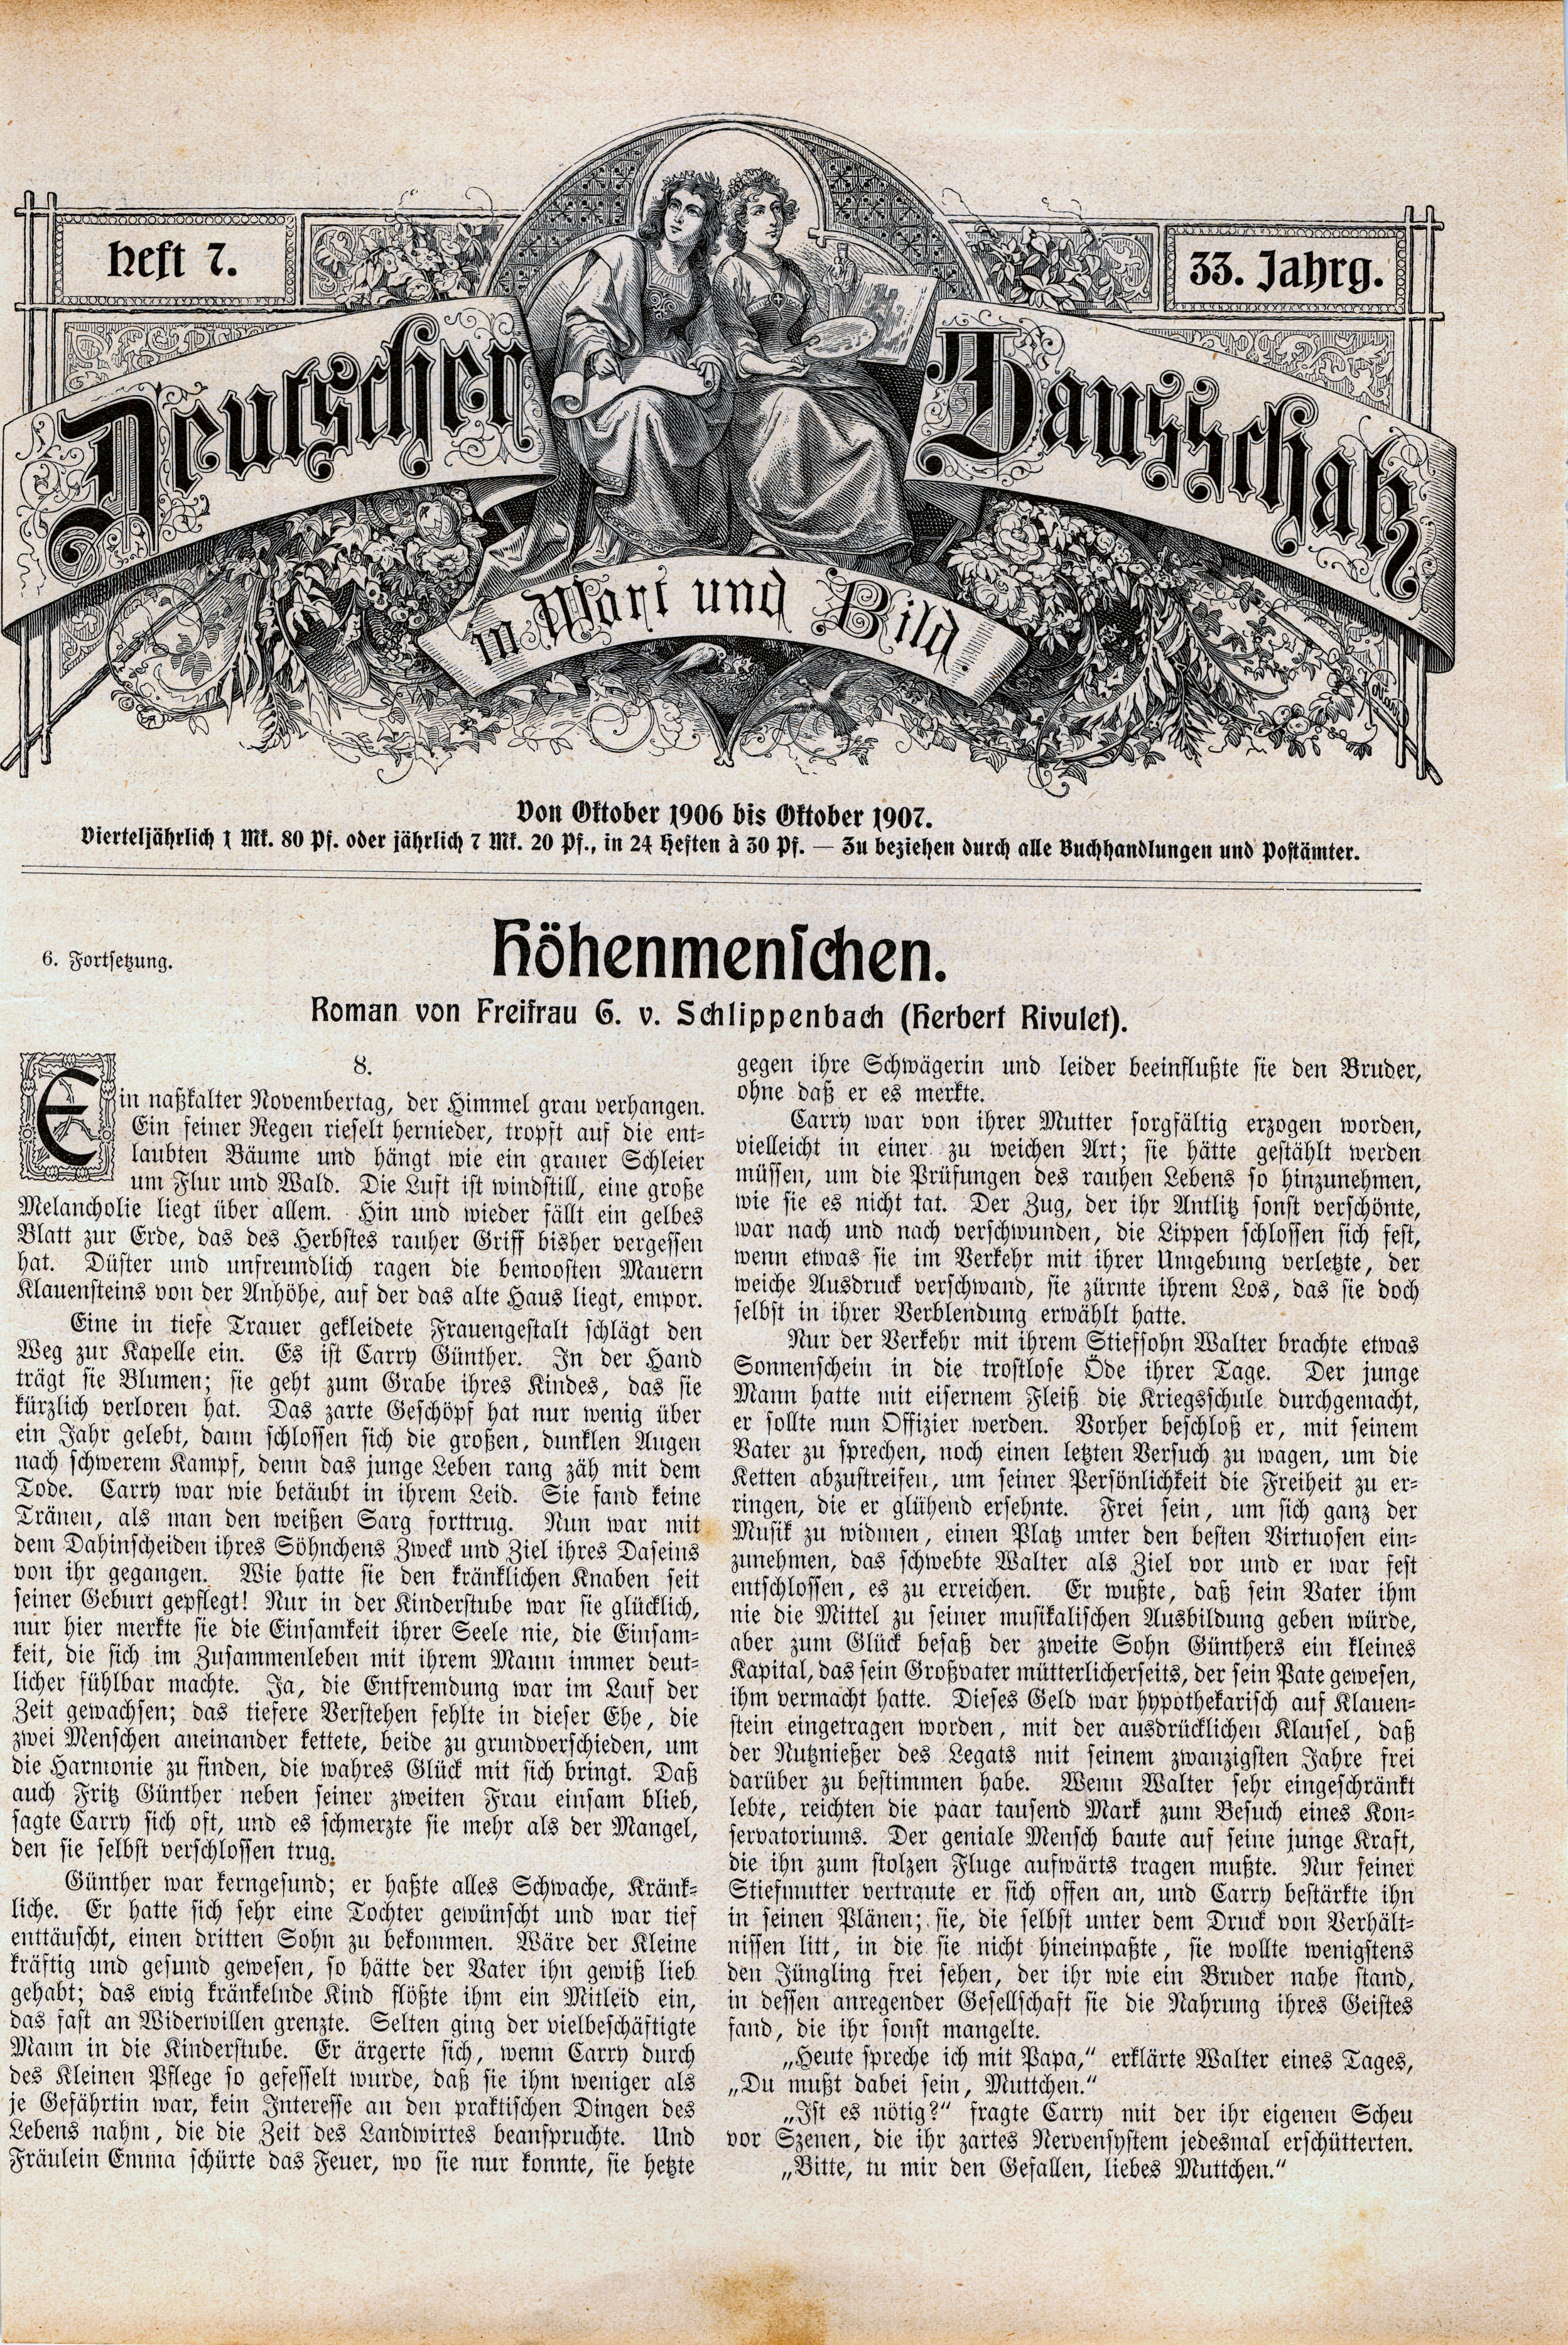 Heft 7.
33. Jahrg.
Deutscher Hausschatz
in Wort und Bild.
Von Oktober 1906 bis Oktober 1907.
Vierteljährlich 1 Mk. 80 Pf. oder jährlich 7 Mk. 20 Pf., in 24 Heften à 30 Pf. — Zu beziehen durch alle Buchhandlungen und Postämter.
6. Fortsetzung.
Höhenmenschen.
Roman von Freifrau G. v. Schlippenbach (Herbert Rivulet).
8.
Ein naßkalter Novembertag, der Himmel grau verhangen.
Ein feiner Regen rieselt hernieder, tropft auf die ent-
laubten Bäume und hängt wie ein grauer Schleier
um Flur und Wald. Die Luft ist windstill, eine große
Melancholie liegt über allem. Hin und wieder fällt ein gelbes
Blatt zur Erde, das des Herbstes rauher Griff bisher vergessen
hat. Düster und unfreundlich ragen die bemoosten Mauern
Klauensteins von der Anhöhe, auf der das alte Haus liegt, empor.
Eine in tiefe Trauer gekleidete Frauengestalt schlägt den
Weg zur Kapelle ein. Es ist Carry Günther. In der Hand
trägt sie Blumen; sie geht zum Grabe ihres Kindes, das sie
kürzlich verloren hat. Das zarte Geschöpf hat nur wenig über
ein Jahr gelebt, dann schlossen sich die großen, dunklen Augen
nach schwerem Kampf, denn das junge Leben rang zäh mit dem
Tode. Carry war wie betäubt in ihrem Leid. Sie fand keine
Tränen, als man den weißen Sarg forttrug. Nun war mit
dem Dahinscheiden ihres Söhnchens Zweck und Ziel ihres Daseins
von ihr gegangen. Wie hatte sie den kränklichen Knaben seit
seiner Geburt gepflegt! Nur in der Kinderstube war sie glücklich,
nur hier merkte sie die Einsamkeit ihrer Seele nie, die Einsam-
keit, die sich im Zusammenleben mit ihrem Mann immer deut-
licher fühlbar machte. Ja, die Entfremdung war im Lauf der
Zeit gewachsen; das tiefere Verstehen fehlte in dieser Ehe, die
zwei Menschen aneinander kettete, beide zu grundverschieden, um
die Harmonie zu finden, die wahres Glück mit sich bringt. Daß
auch Fritz Günther neben seiner zweiten Frau einsam blieb,
sagte Carry sich oft, und es schmerzte sie mehr als der Mangel,
den sie selbst verschlossen trug.
Günther war kerngesund; er haßte alles Schwache, Kränk-
liche. Er hatte sich sehr eine Tochter gewünscht und war tief
enttäuscht, einen dritten Sohn zu bekommen. Wäre der Kleine
kräftig und gesund gewesen, so hätte der Vater ihn gewiß lieb
gehabt; das ewig kränkelnde Kind flößte ihm ein Mitleid ein,
das fast an Widerwillen grenzte. Selten ging der vielbeschäftigte
Mann in die Kinderstube. Er ärgerte sich, wenn Carry durch
des Kleinen Pflege so gefesselt wurde, daß sie ihm weniger als
je Gefährtin war, kein Interesse an den praktischen Dingen des
Lebens nahm, die die Zeit des Landwirtes beanspruchte. Und
Fräulein Emma schürte das Feuer, wo sie nur konnte, sie hetzte
gegen ihre Schwägerin und leider beeinflußte sie den Bruder,
ohne daß er es merkte.
Carry war von ihrer Mutter sorgfältig erzogen worden,
vielleicht in einer zu weichen Art; sie hätte gestählt werden
müssen, um die Prüfungen des rauhen Lebens so hinzunehmen,
wie sie es nicht tat. Der Zug, der ihr Antlitz sonst verschönte,
war nach und nach verschwunden, die Lippen schlossen sich fest,
wenn etwas sie im Verkehr mit ihrer Umgebung verletzte, der
weiche Ausdruck verschwand, sie zürnte ihrem Los, das sie doch
selbst in ihrer Verblendung erwählt hatte.
Nur der Verkehr mit ihrem Stiefsohn Walter brachte etwas
Sonnenschein in die trostlose Öde ihrer Tage. Der junge
Mann hatte mit eisernem Fleiß die Kriegsschule durchgemacht,
er sollte nun Offizier werden. Vorher beschloß er, mit seinem
Vater zu sprechen, noch einen letzten Versuch zu wagen, um die
Ketten abzustreifen, um seiner Persönlichkeit die Freiheit zu er-
ringen, die er glühend ersehnte. Frei sein, um sich ganz der
Musik zu widmen, einen Platz unter den besten Virtuosen ein-
zunehmen, das schwebte Walter als Ziel vor und er war fest
entschlossen, es zu erreichen. Er wußte, daß sein Vater ihm
nie die Mittel zu seiner musikalischen Ausbildung geben würde,
aber zum Glück besaß der zweite Sohn Günthers ein kleines
Kapital, das sein Großvater mütterlicherseits, der sein Pate gewesen,
ihm vermacht hatte. Dieses Geld war hypothekarisch auf Klauen-
stein eingetragen worden, mit der ausdrücklichen Klausel, daß
der Nutznießer des Legats mit seinem zwanzigsten Jahre frei
darüber zu bestimmen habe. Wenn Walter sehr eingeschränkt
lebte, reichten die paar tausend Mark zum Besuch eines Kon-
servatoriums. Der geniale Mensch baute auf seine junge Kraft,
die ihn zum stolzen Fluge aufwärts tragen mußte. Nur seiner
Stiefmutter vertraute er sich offen an, und Carry bestärkte ihn
in seinen Plänen; sie, die selbst unter dem Druck von Verhält-
nissen litt, in die sie nicht hineinpaßte, sie wollte wenigstens
den Jüngling frei sehen, der ihr wie ein Bruder nahe stand,
in dessen anregender Gesellschaft sie die Nahrung ihres Geistes
fand, die ihr sonst mangelte.
„Heute spreche ich mit Papa,“ erklärte Walter eines Tages,
„Du mußt dabei sein, Muttchen.“
„Ist es nötig?“ fragte Carry mit der ihr eigenen Scheu
vor Szenen, die ihr zartes Nervensystem jedesmal erschütterten.
„Bitte, tu mir den Gefallen, liebes Muttchen.“